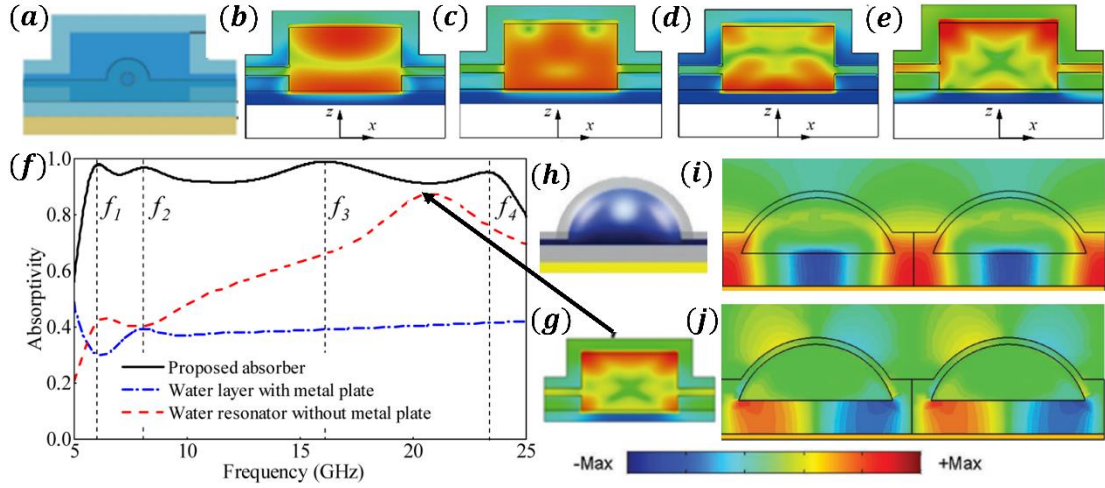 (a)
(b)
(c)
(d)
(e)
z
x
z
x
z
x
z
x
(f)
1.0
0.8
0.6
0.4
0.2
0.0
Absorptivity
f1
f2
f3
f4
Proposed absorber
Water layer with metal plate
Water resonator without metal plate
5
10
15
20
25
Frequency (GHz)
(h)
(i)
(g)
(j)
-Max
+Max